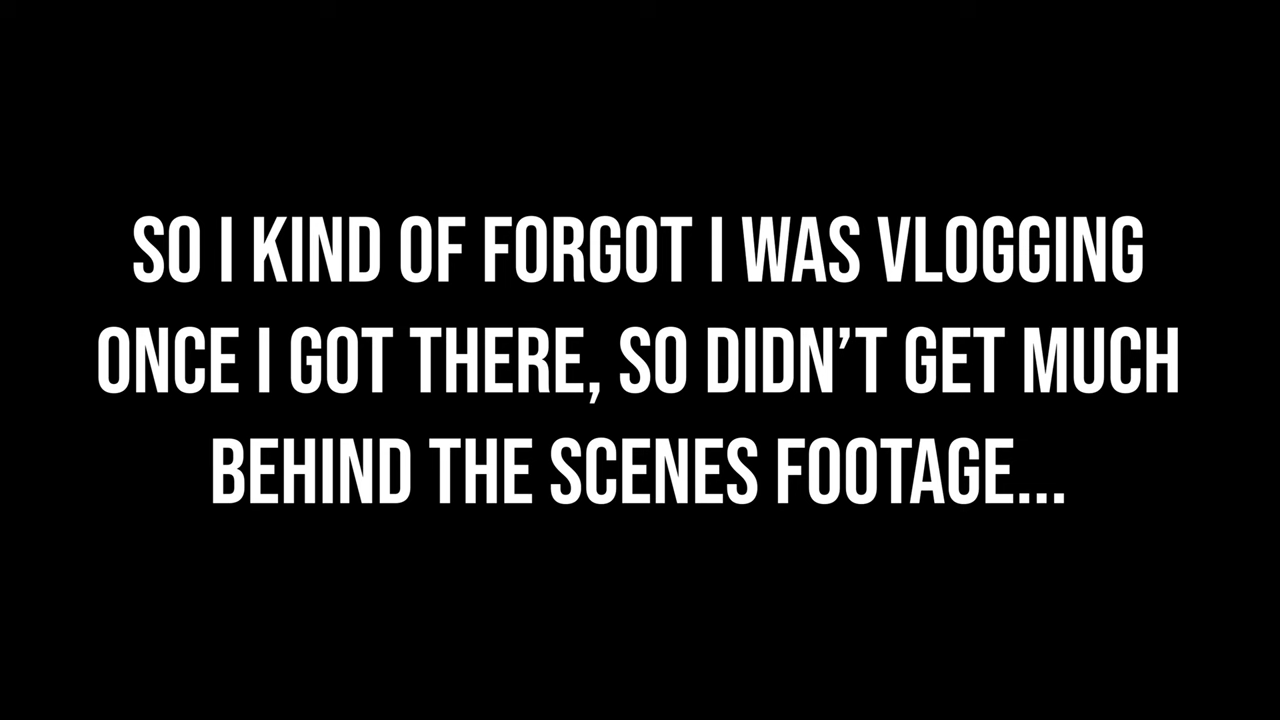 SO I KIND OF FORGOT I WAS VLOGGING
ONCE I GOT THERE, SO DIDN’T GET MUCH
BEHIND THE SCENES FOOTAGE...